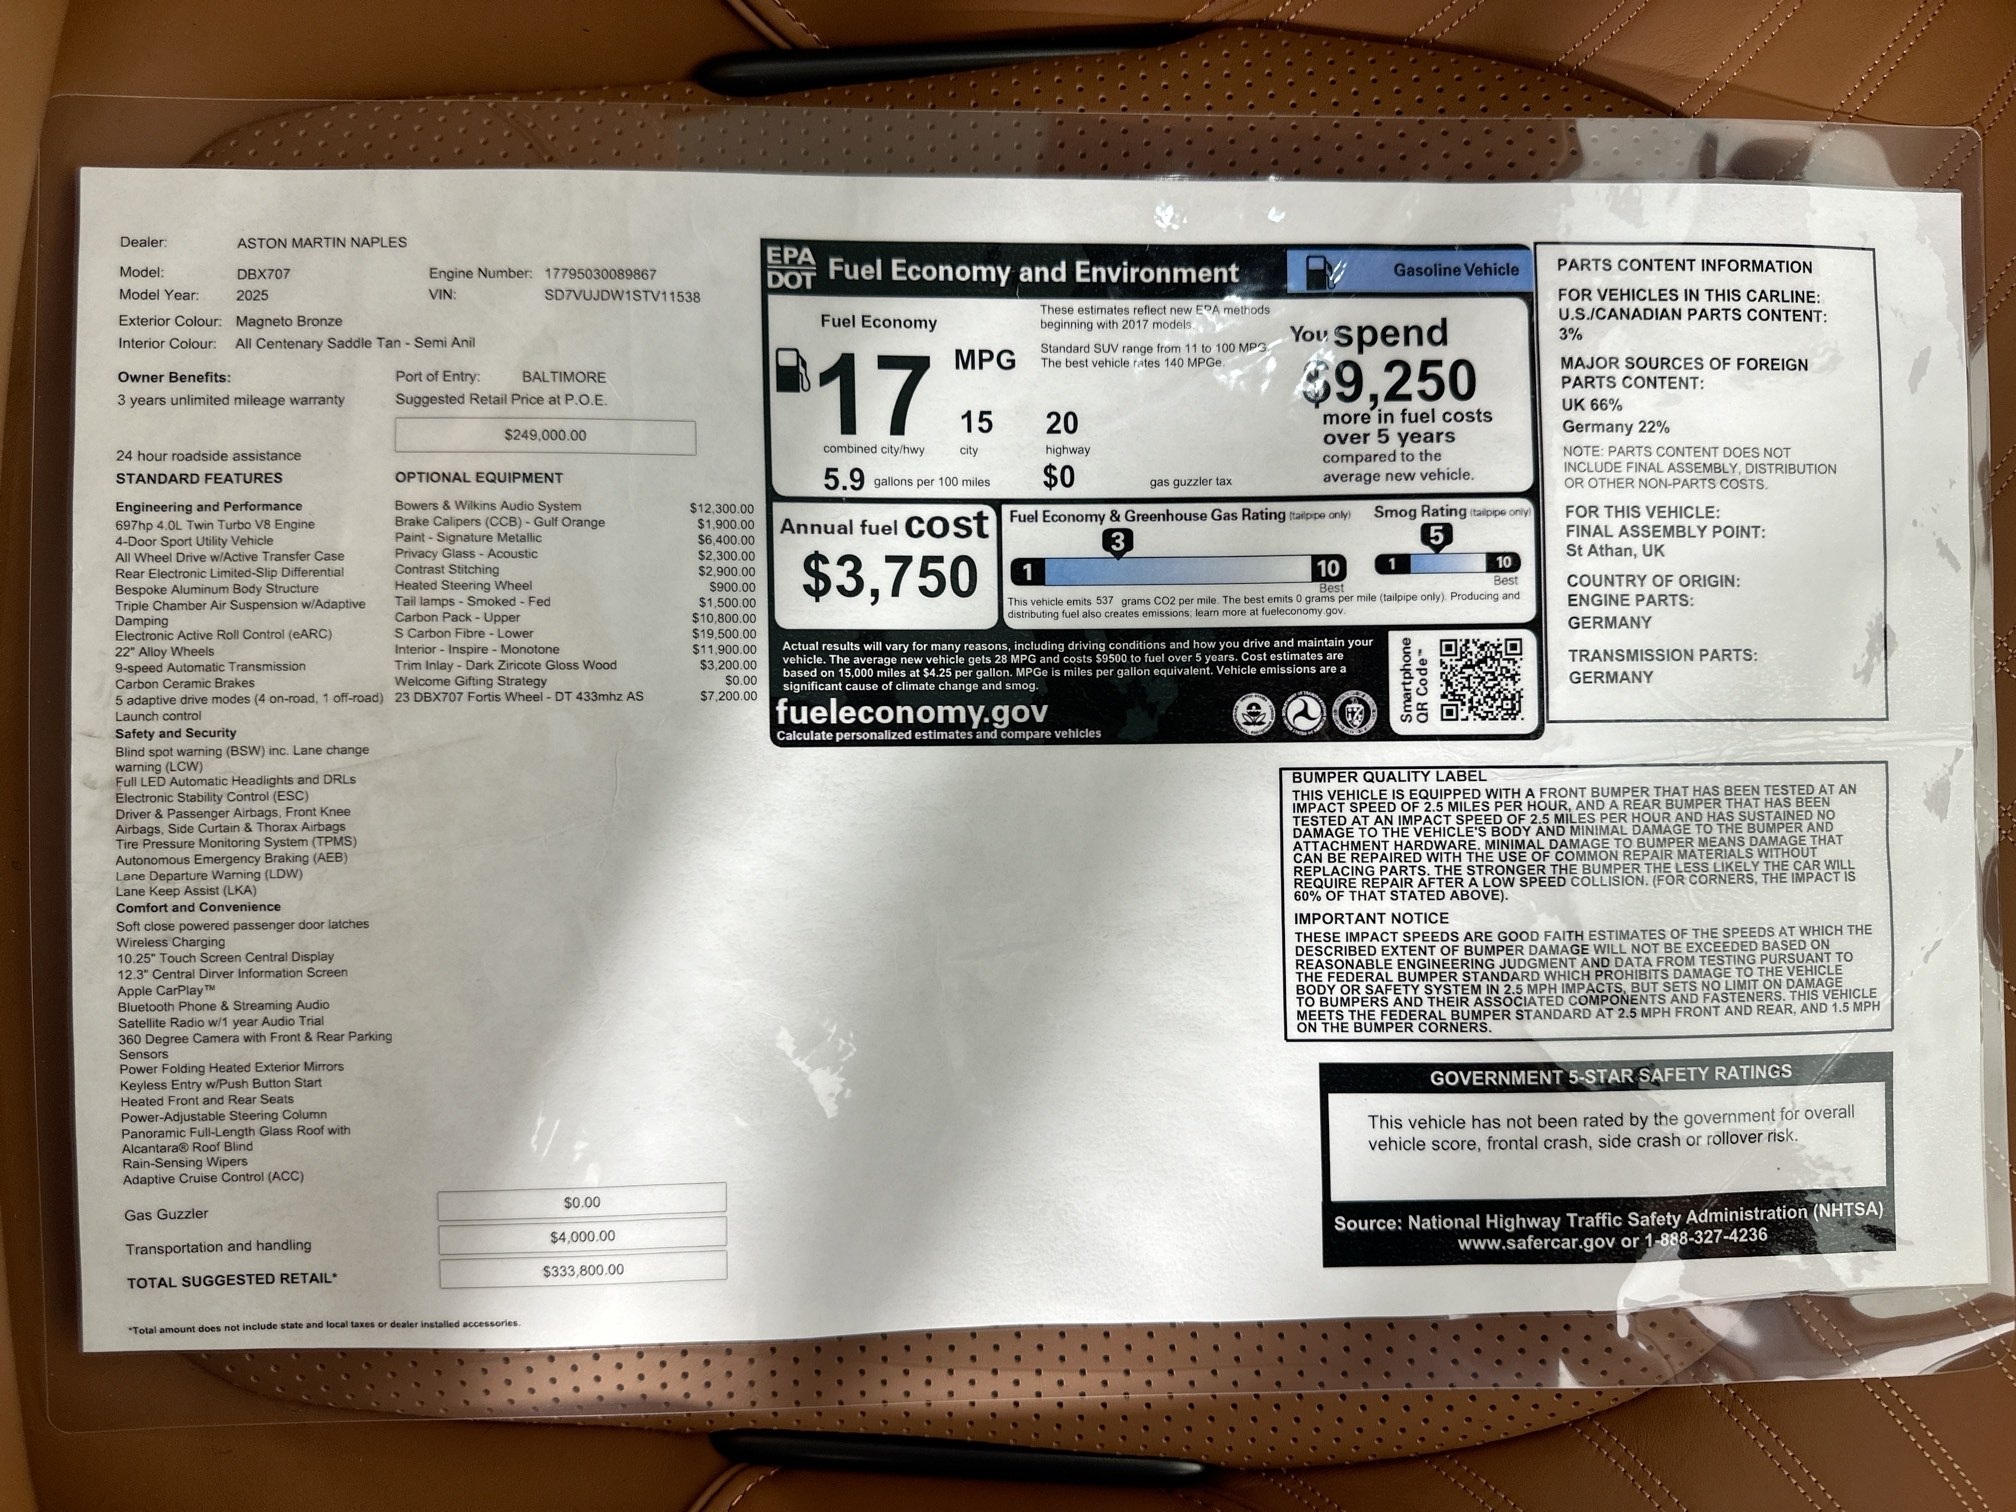 Dealer: ASTON MARTIN NAPLES
Model: DBX707 Engine Number: 17795030089867
Model Year: 2025 VIN: SD7VUJDW1STV11538
Exterior Colour: Magneto Bronze
Interior Colour: All Centenary Saddle Tan - Semi Anil
Owner Benefits: Port of Entry: BALTIMORE
3 years unlimited mileage warranty Suggested Retail Price at P.O.E.
$249,000.00
24 hour roadside assistance
STANDARD FEATURES
Engineering and Performance
697hp 4.0L Twin Turbo V8 Engine
4-Door Sport Utility Vehicle
All Wheel Drive w/Active Transfer Case
Rear Electronic Limited-Slip Differential
Bespoke Aluminum Body Structure
Triple Chamber Air Suspension w/Adaptive
Damping
Electronic Active Roll Control (eARC)
22" Alloy Wheels
9-speed Automatic Transmission
Carbon Ceramic Brakes
5 adaptive drive modes (4 on-road, 1 off-road)
Launch control
Safety and Security
Blind spot warning (BSW) inc. Lane change
warning (LCW)
Full LED Automatic Headlights and DRLs
Electronic Stability Control (ESC)
Driver & Passenger Airbags, Front Knee
Airbags, Side Curtain & Thorax Airbags
Tire Pressure Monitoring System (TPMS)
Autonomous Emergency Braking (AEB)
Lane Departure Warning (LDW)
Lane Keep Assist (LKA)
Comfort and Convenience
Soft close powered passenger door latches
Wireless Charging
10.25" Touch Screen Central Display
12.3" Central Dirver Information Screen
Apple CarPlay™
Bluetooth Phone & Streaming Audio
Satellite Radio w/1 year Audio Trial
360 Degree Camera with Front & Rear Parking
Sensors
Power Folding Heated Exterior Mirrors
Keyless Entry w/Push Button Start
Heated Front and Rear Seats
Power-Adjustable Steering Column
Panoramic Full-Length Glass Roof with
Alcantara® Roof Blind
Rain-Sensing Wipers
Adaptive Cruise Control (ACC)
OPTIONAL EQUIPMENT
Bowers & Wilkins Audio System $12,300.00
Brake Calipers (CCB) - Gulf Orange $1,900.00
Paint - Signature Metallic $6,400.00
Privacy Glass - Acoustic $2,300.00
Contrast Stitching $2,900.00
Heated Steering Wheel $900.00
Tail lamps - Smoked - Fed $1,500.00
Carbon Pack - Upper $10,800.00
S Carbon Fibre - Lower $19,500.00
Interior - Inspire - Monotone $11,900.00
Trim Inlay - Dark Ziricote Gloss Wood $3,200.00
Welcome Gifting Strategy $0.00
23 DBX707 Fortis Wheel - DT 433mhz AS $7,200.00
Gas Guzzler $0.00
Transportation and handling $4,000.00
TOTAL SUGGESTED RETAIL* $333,800.00
*Total amount does not include state and local taxes or dealer installed accessories.
EPA
DOT Fuel Economy and Environment Gasoline Vehicle
Fuel Economy
17 MPG
combined city/hwy
15
city
20
highway
5.9 gallons per 100 miles
$0 gas guzzler tax
These estimates reflect new EPA methods
beginning with 2017 models.
Standard SUV range from 11 to 100 MPG.
The best vehicle rates 140 MPGe.
You spend
$9,250
more in fuel costs
over 5 years
compared to the
average new vehicle.
Annual fuel cost
$3,750
Fuel Economy & Greenhouse Gas Rating (tailpipe only)
3
1 10
Best
Smog Rating (tailpipe only)
5
1 10
Best
This vehicle emits 537 grams CO2 per mile. The best emits 0 grams per mile (tailpipe only). Producing and
distributing fuel also creates emissions; learn more at fueleconomy.gov.
Actual results will vary for many reasons, including driving conditions and how you drive and maintain your
vehicle. The average new vehicle gets 28 MPG and costs $9500 to fuel over 5 years. Cost estimates are
based on 15,000 miles at $4.25 per gallon. MPGe is miles per gallon equivalent. Vehicle emissions are a
significant cause of climate change and smog.
fueleconomy.gov
Calculate personalized estimates and compare vehicles
Smartphone
QR Code™
PARTS CONTENT INFORMATION
FOR VEHICLES IN THIS CARLINE:
U.S./CANADIAN PARTS CONTENT:
3%
MAJOR SOURCES OF FOREIGN
PARTS CONTENT:
UK 66%
Germany 22%
NOTE: PARTS CONTENT DOES NOT
INCLUDE FINAL ASSEMBLY, DISTRIBUTION
OR OTHER NON-PARTS COSTS.
FOR THIS VEHICLE:
FINAL ASSEMBLY POINT:
St Athan, UK
COUNTRY OF ORIGIN:
ENGINE PARTS:
GERMANY
TRANSMISSION PARTS:
GERMANY
BUMPER QUALITY LABEL
THIS VEHICLE IS EQUIPPED WITH A FRONT BUMPER THAT HAS BEEN TESTED AT AN
IMPACT SPEED OF 2.5 MILES PER HOUR, AND A REAR BUMPER THAT HAS BEEN
TESTED AT AN IMPACT SPEED OF 2.5 MILES PER HOUR AND HAS SUSTAINED NO
DAMAGE TO THE VEHICLE'S BODY AND MINIMAL DAMAGE TO THE BUMPER AND
ATTACHMENT HARDWARE. MINIMAL DAMAGE TO BUMPER MEANS DAMAGE THAT
CAN BE REPAIRED WITH THE USE OF COMMON REPAIR MATERIALS WITHOUT
REPLACING PARTS. THE STRONGER THE BUMPER THE LESS LIKELY THE CAR WILL
REQUIRE REPAIR AFTER A LOW SPEED COLLISION. (FOR CORNERS, THE IMPACT IS
60% OF THAT STATED ABOVE).
IMPORTANT NOTICE
THESE IMPACT SPEEDS ARE GOOD FAITH ESTIMATES OF THE SPEEDS AT WHICH THE
DESCRIBED EXTENT OF BUMPER DAMAGE WILL NOT BE EXCEEDED BASED ON
REASONABLE ENGINEERING JUDGMENT AND DATA FROM TESTING PURSUANT TO
THE FEDERAL BUMPER STANDARD WHICH PROHIBITS DAMAGE TO THE VEHICLE
BODY OR SAFETY SYSTEM IN 2.5 MPH IMPACTS, BUT SETS NO LIMIT ON DAMAGE
TO BUMPERS AND THEIR ASSOCIATED COMPONENTS AND FASTENERS. THIS VEHICLE
MEETS THE FEDERAL BUMPER STANDARD AT 2.5 MPH FRONT AND REAR, AND 1.5 MPH
ON THE BUMPER CORNERS.
GOVERNMENT 5-STAR SAFETY RATINGS
This vehicle has not been rated by the government for overall
vehicle score, frontal crash, side crash or rollover risk.
Source: National Highway Traffic Safety Administration (NHTSA)
www.safercar.gov or 1-888-327-4236